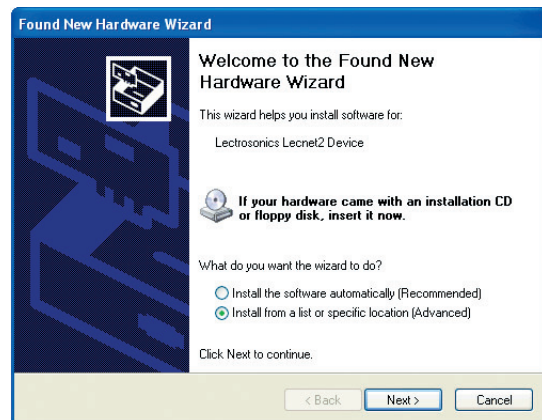 Found New Hardware Wizard
Welcome to the Found New
Hardware Wizard
This wizard helps you install software for:
Lectrosonics Lecnet2 Device
If your hardware came with an installation CD
or floppy disk, insert it now.
What do you want the wizard to do?
Install the software automatically (Recommended)
Install from a list or specific location (Advanced)
Click Next to continue.
< Back
Next >
Cancel